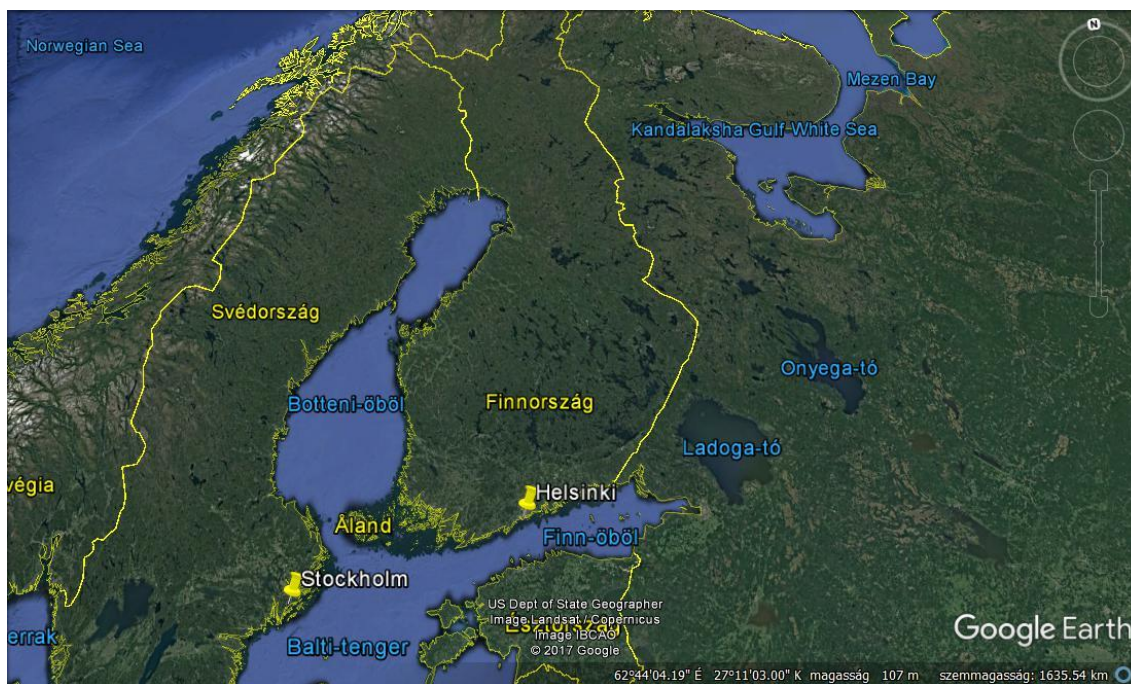 Norwegian Sea
N
Mezen Bay
Kandalaksha Gulf White Sea
Svédország
Onyega-tó
Botteni-öböl
Finnország
Ladoga-tó
végia
Helsinki
Åland
Finn-öböl
Stockholm
US Dept of State Geographer
Image Landsat / Copernicus
Észtország
Image IBCAO
© 2017 Google
Google Earth
errak
Balti-tenger
62°44'04.19" É 27°11'03.00" K magasság 107 m szemmagasság: 1635.54 km